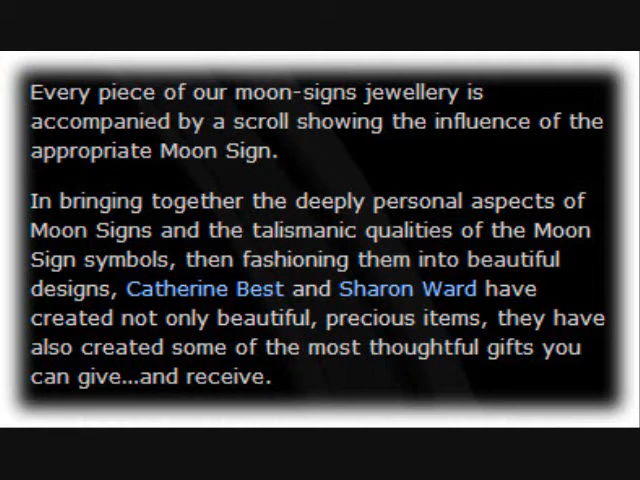 Every piece of our moon-signs jewellery is
accompanied by a scroll showing the influence of the
appropriate Moon Sign.
In bringing together the deeply personal aspects of
Moon Signs and the talismanic qualities of the Moon
Sign symbols, then fashioning them into beautiful
designs, Catherine Best and Sharon Ward have
created not only beautiful, precious items, they have
also created some of the most thoughtful gifts you
can give...and receive.